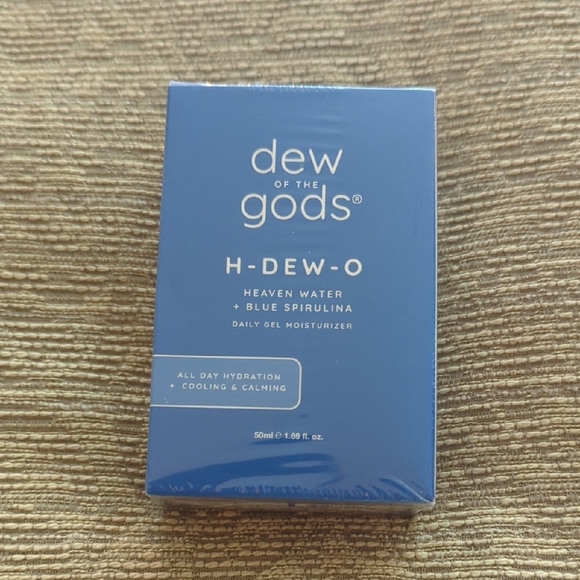 dew
OF THE
gods®
H-DEW-O
HEAVEN WATER
+ BLUE SPIRULINA
DAILY GEL MOISTURIZER
ALL DAY HYDRATION
+ COOLING & CALMING
50ml ℮ 1.69 fl. oz.